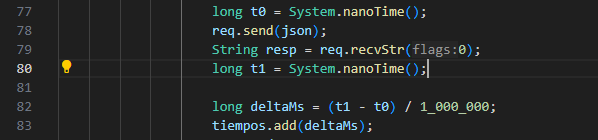 77 long t0 = System.nanoTime();
78 req.send(json);
79 String resp = req.recvStr(flags:0);
80 long t1 = System.nanoTime();
81
82 long deltaMs = (t1 - t0) / 1_000_000;
83 tiempos.add(deltaMs);